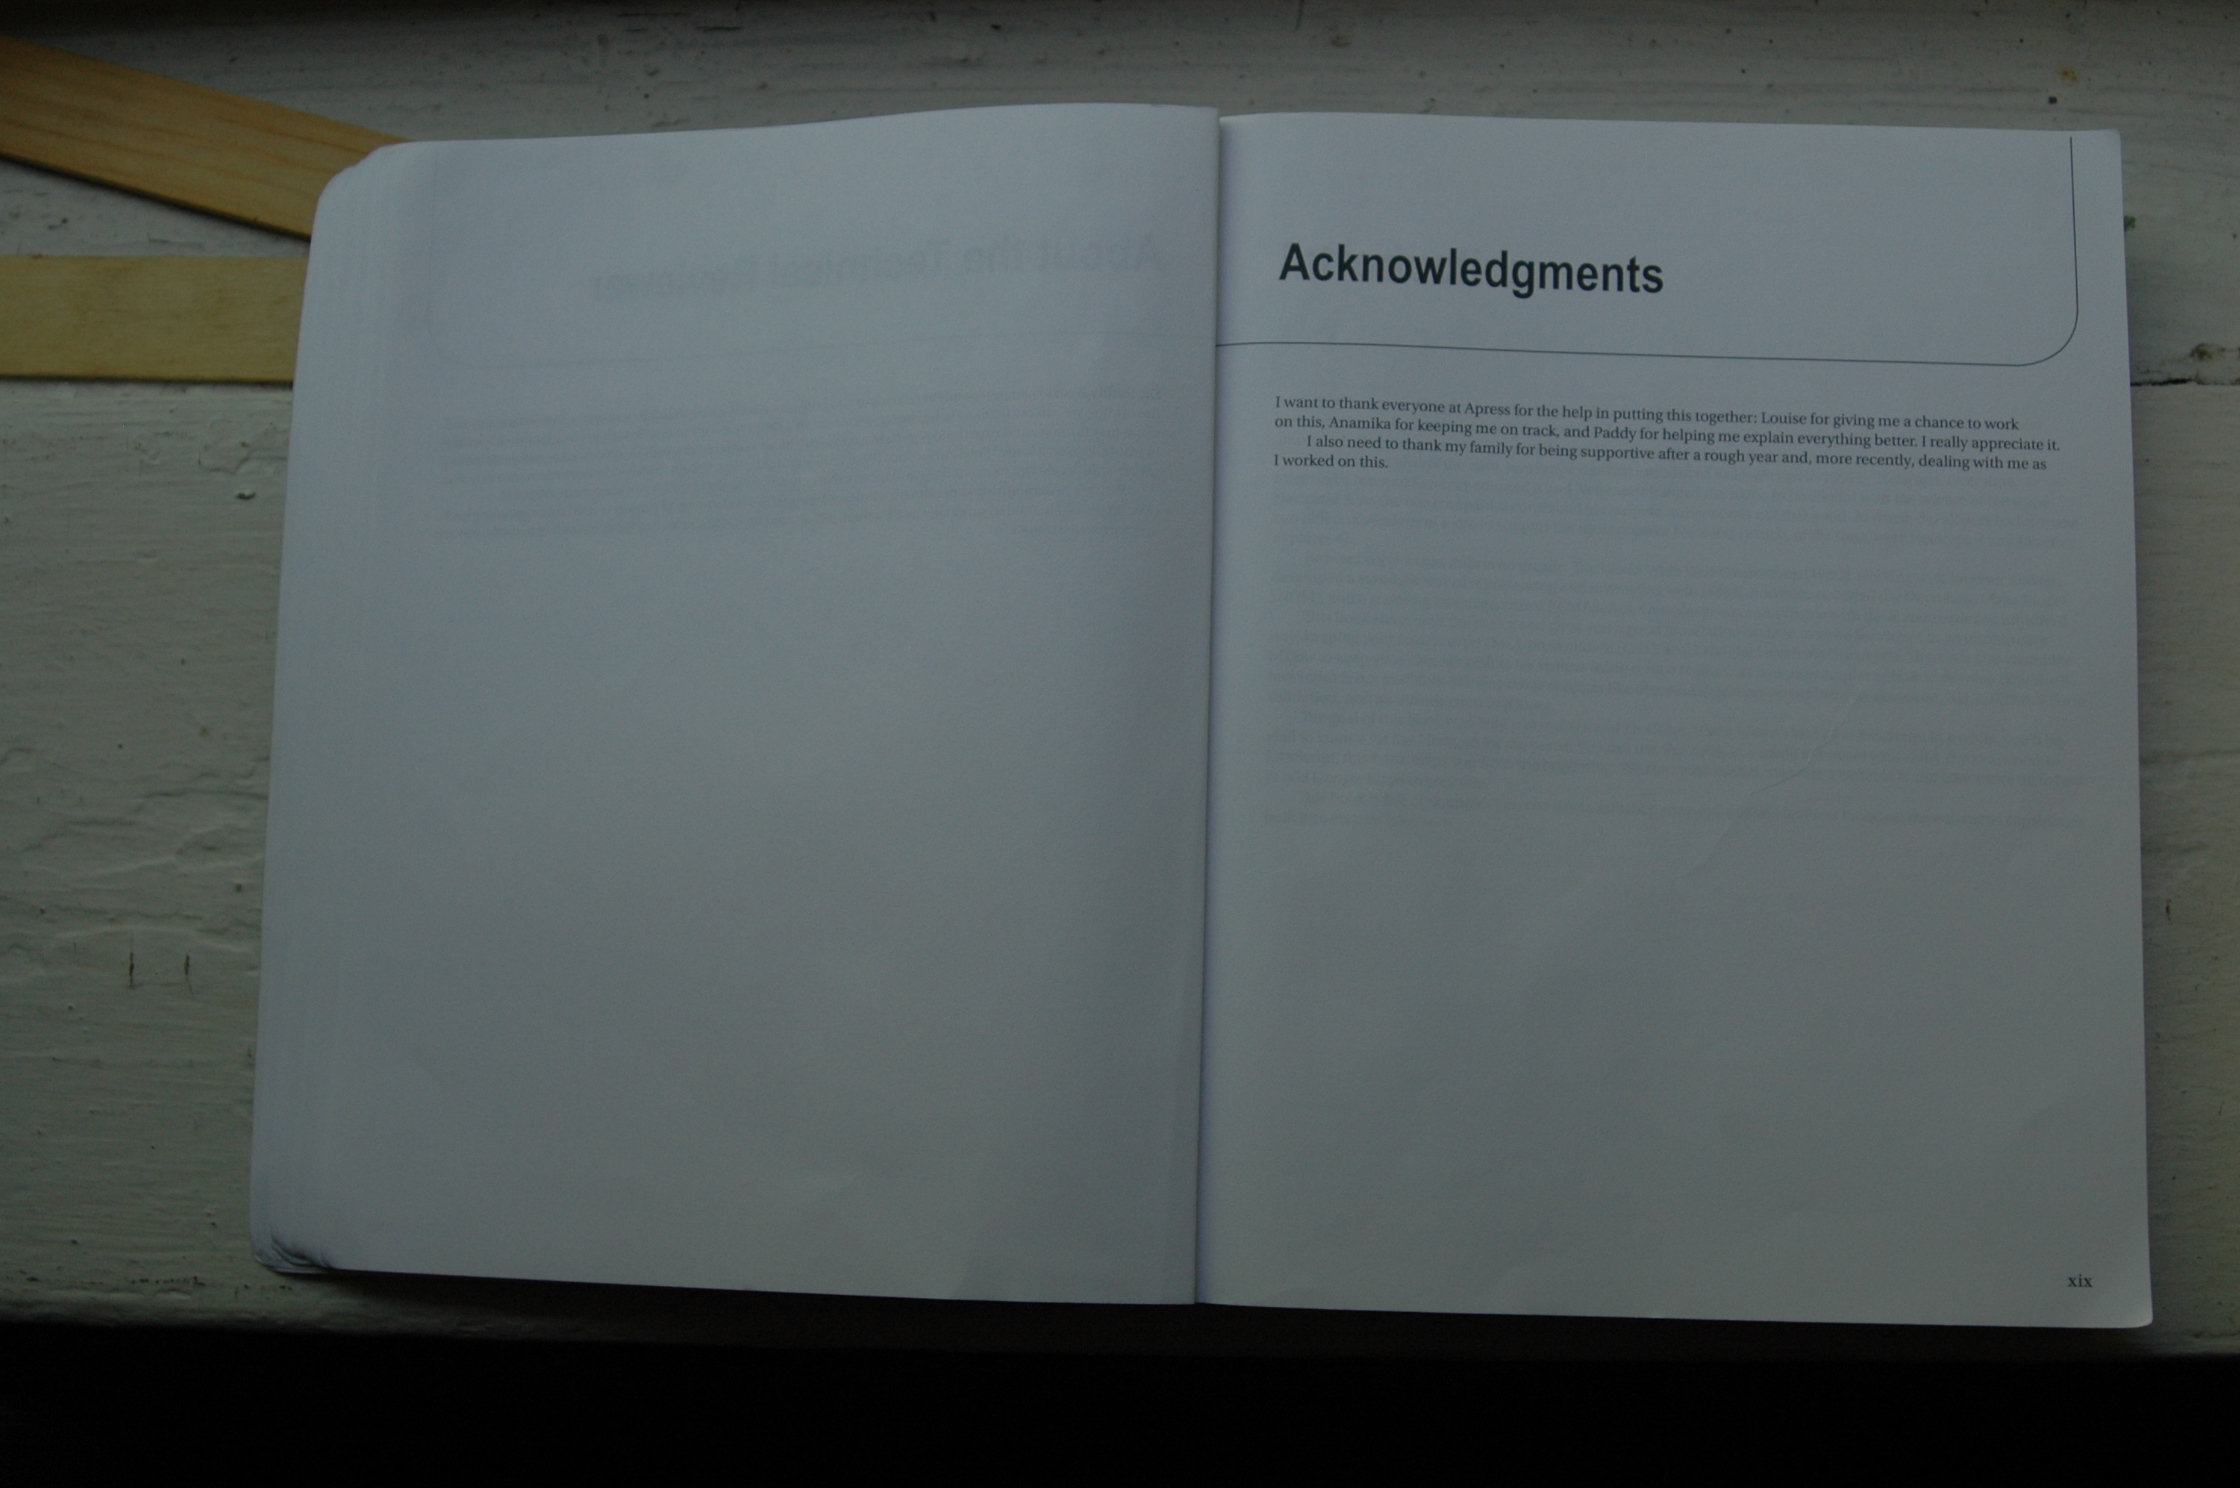 Acknowledgments
I want to thank everyone at Apress for the help in putting this together: Louise for giving me a chance to work
on this, Anamika for keeping me on track, and Paddy for helping me explain everything better. I really appreciate it.
I also need to thank my family for being supportive after a rough year and, more recently, dealing with me as
I worked on this.
xix